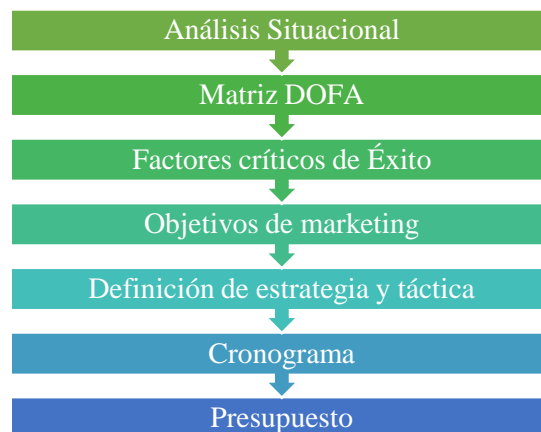 Análisis Situacional
Matriz DOFA
Factores críticos de Éxito
Objetivos de marketing
Definición de estrategia y táctica
Cronograma
Presupuesto